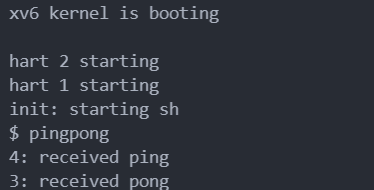 xv6 kernel is booting
hart 2 starting
hart 1 starting
init: starting sh
$ pingpong
4: received ping
3: received pong